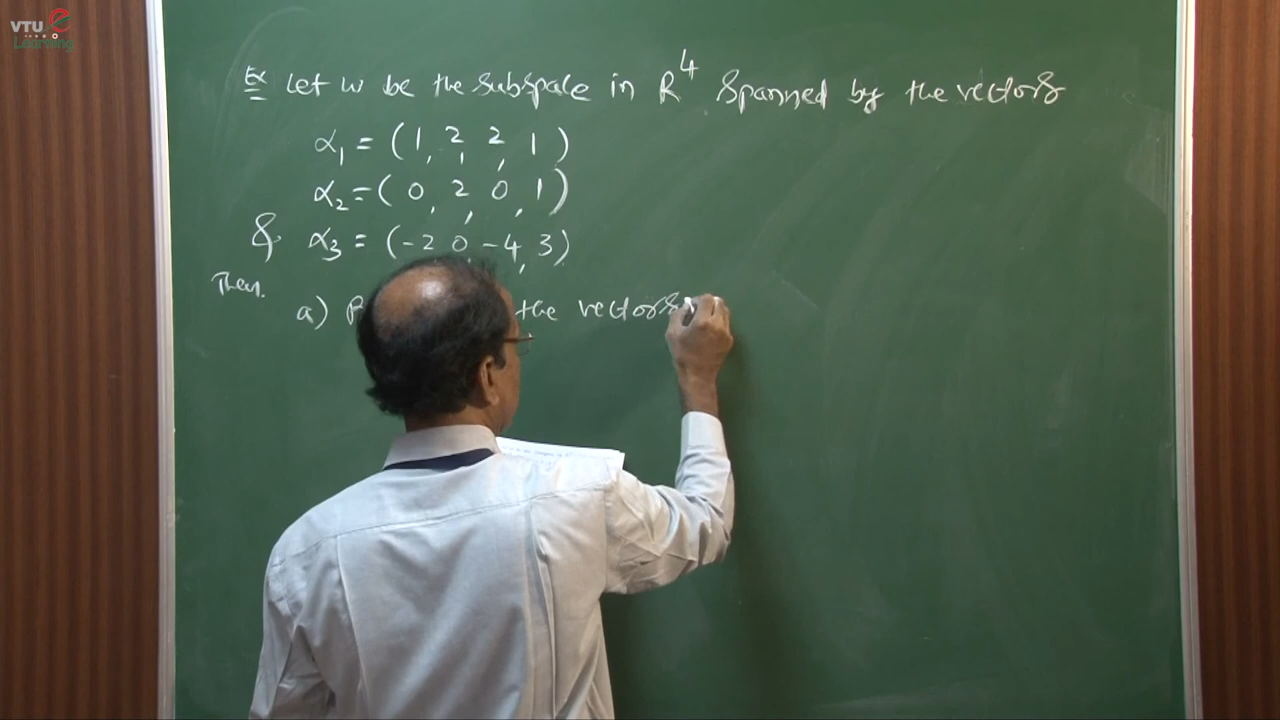 VTU e
Learning
Ex Let W be the subspace in R⁴ spanned by the vectors
α₁ = (1, 2, 2, 1)
α₂ = (0, 2, 0, 1)
& α₃ = (-2, 0, -4, 3)
Then.
a) the vectors